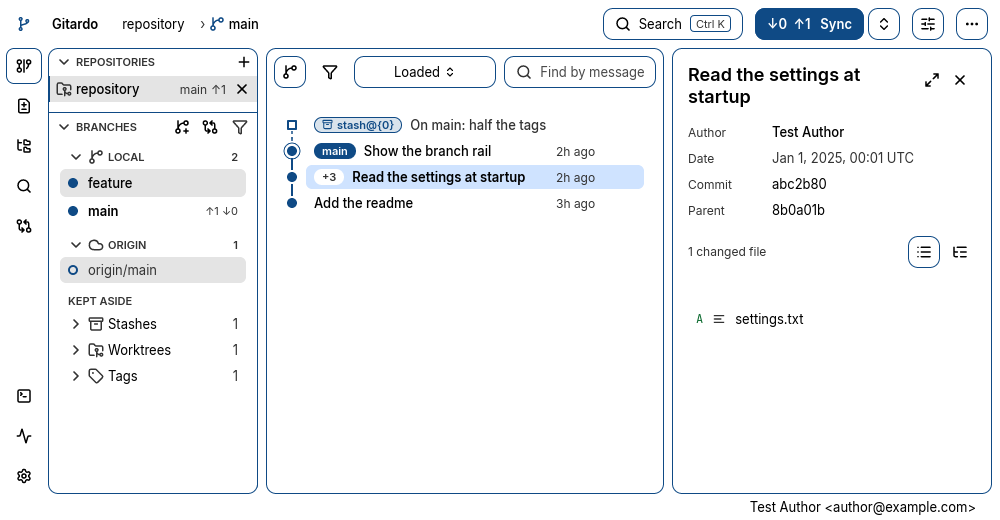 Gitardo repository › main Search Ctrl K ↓0 ↑1 Sync
REPOSITORIES
repository main ↑1
BRANCHES
LOCAL 2
feature
main ↑1 ↓0
ORIGIN 1
origin/main
KEPT ASIDE
Stashes 1
Worktrees 1
Tags 1
Loaded Find by message
stash@{0} On main: half the tags
main Show the branch rail 2h ago
+3 Read the settings at startup 2h ago
Add the readme 3h ago
Read the settings at
startup
Author Test Author
Date Jan 1, 2025, 00:01 UTC
Commit abc2b80
Parent 8b0a01b
1 changed file
A settings.txt
Test Author <author@example.com>